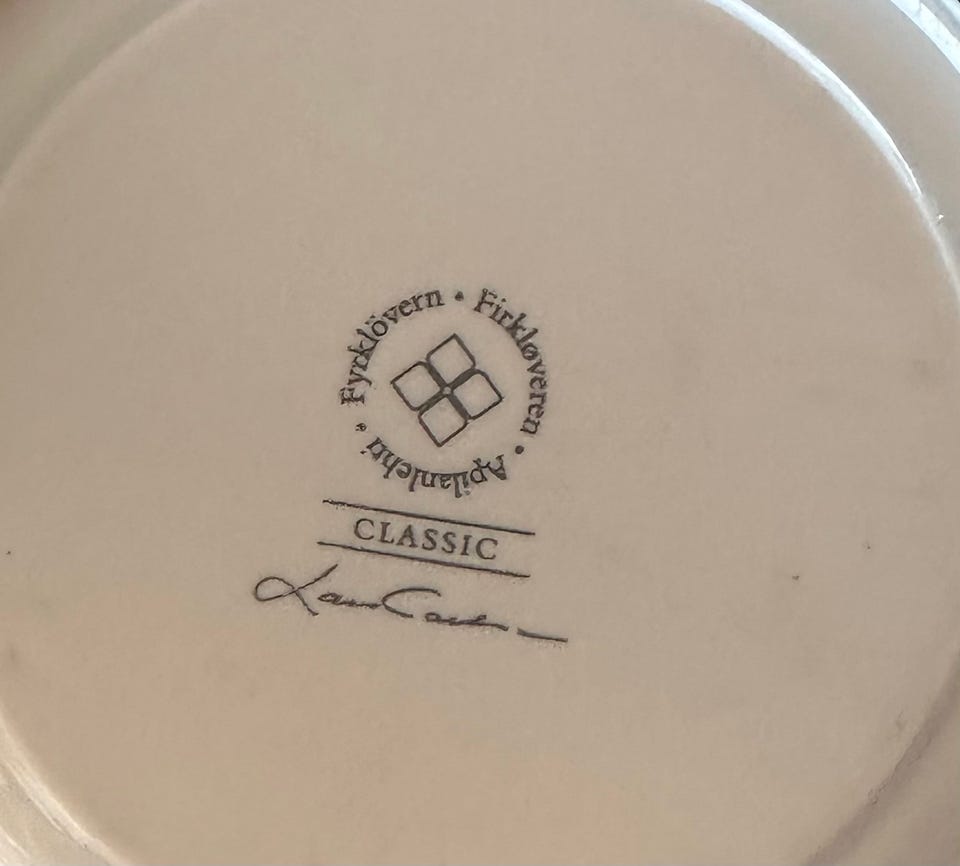 Fyrklövern • Firkløveren • Apilanlehti •
CLASSIC